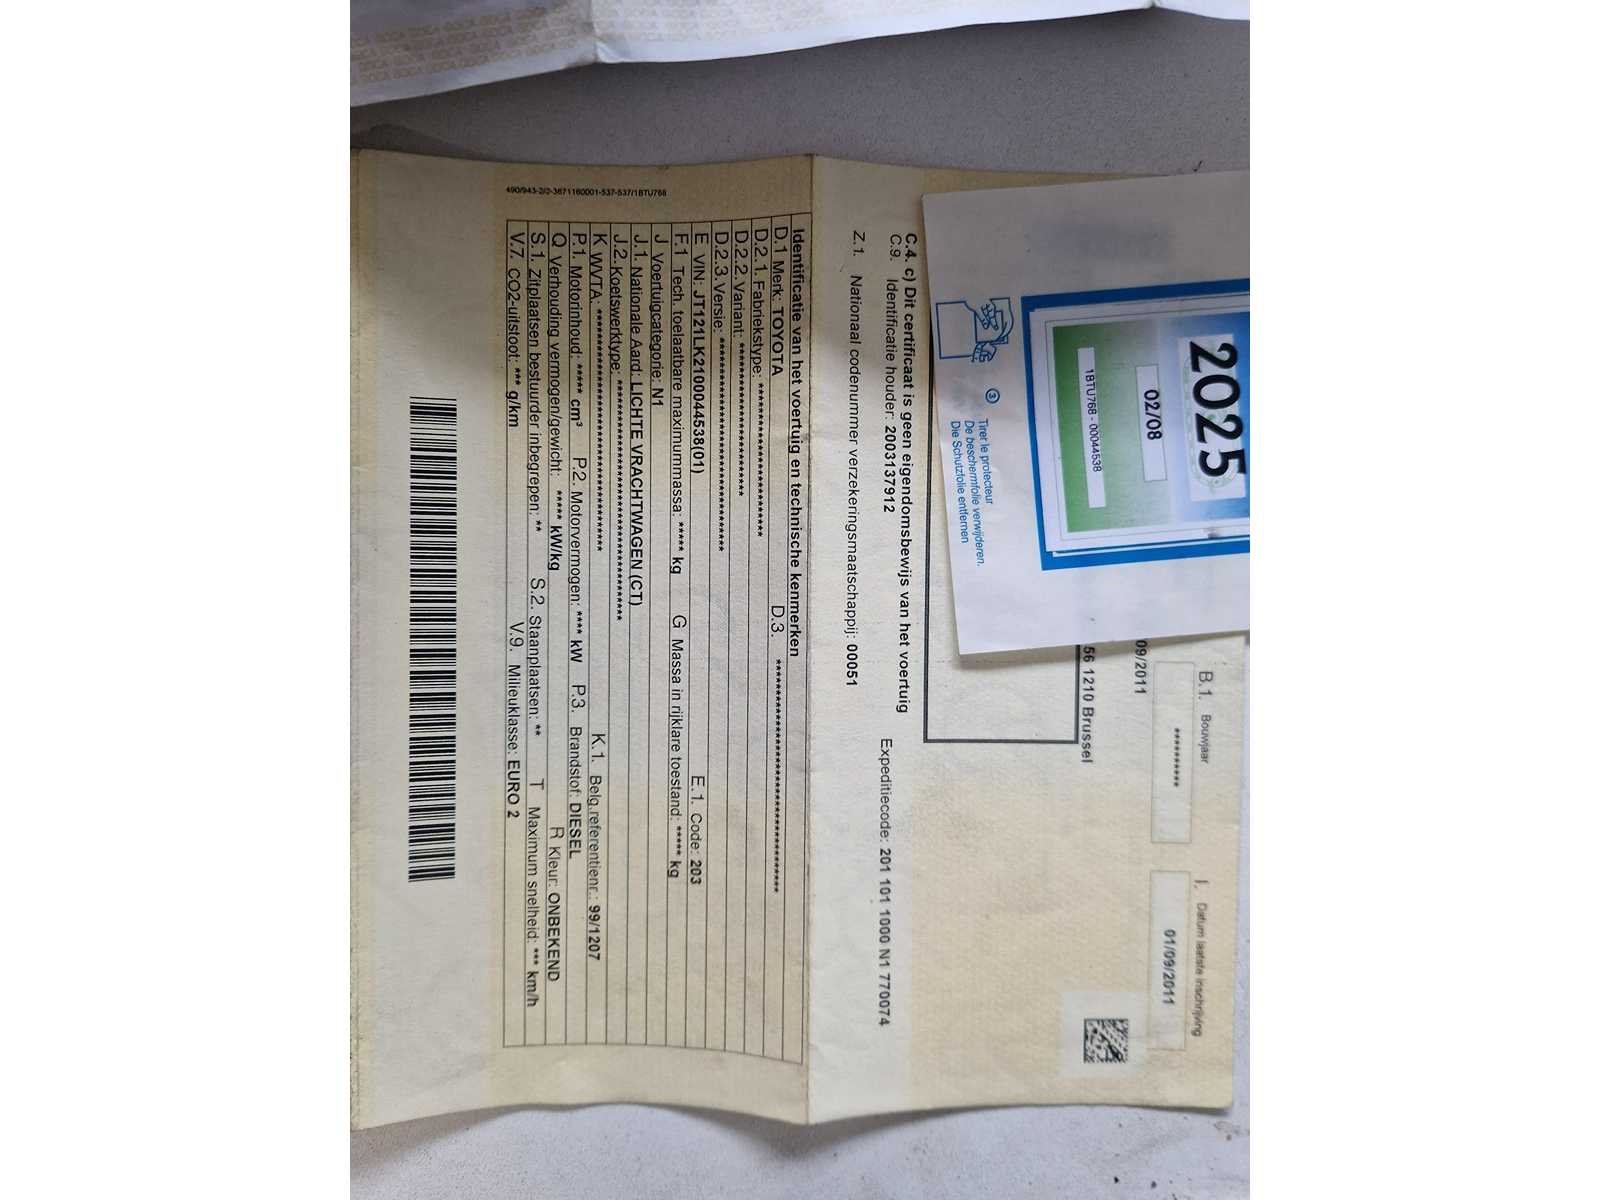 GOCA GOCA GOCA GOCA
2025
02/08
1BTU768 - 00044538
3
Tirer le protecteur
De beschermfolie verwijderen.
Die Schutzfolie entfernen
B.1. Bouwjaar
**********
I. Datum laatste inschrijving
01/09/2011
09/2011
56 1210 Brussel
C.4. c) Dit certificaat is geen eigendomsbewijs van het voertuig
C.9. Identificatie houder: 2003137912
Expeditiecode: 201 101 1000 N1 770074
Z.1. Nationaal codenummer verzekeringsmaatschappij: 00051
Identificatie van het voertuig en technische kenmerken
D.1 Merk: TOYOTA D.3. ***********************************
D.2.1. Fabriekstype: ***********************
D.2.2. Variant: ***********************
D.2.3. Versie: ********************************
E VIN: JT121LK2100044538(01) E.1. Code: 203
F.1 Tech. toelaatbare maximummassa: ***** kg G Massa in rijklare toestand: ***** kg
J Voertuigcategorie: N1
J.1. Nationale Aard: LICHTE VRACHTWAGEN (CT)
J.2. Koetswerktype: ***********************************
K WVTA: *********************************** K.1. Belg.referentienr.: 99/1207
P.1. Motorinhoud: ***** cm³ P.2. Motorvermogen: **** kW P.3. Brandstof: DIESEL
Q Verhouding vermogen/gewicht: ***** kW/kg R Kleur: ONBEKEND
S.1. Zitplaatsen bestuurder inbegrepen: ** S.2. Staanplaatsen: ** T Maximum snelheid: *** km/h
V.7. CO2-uitstoot: *** g/km V.9. Milieuklasse: EURO 2
490/943-2/2-3671160001-537-537/1BTU768